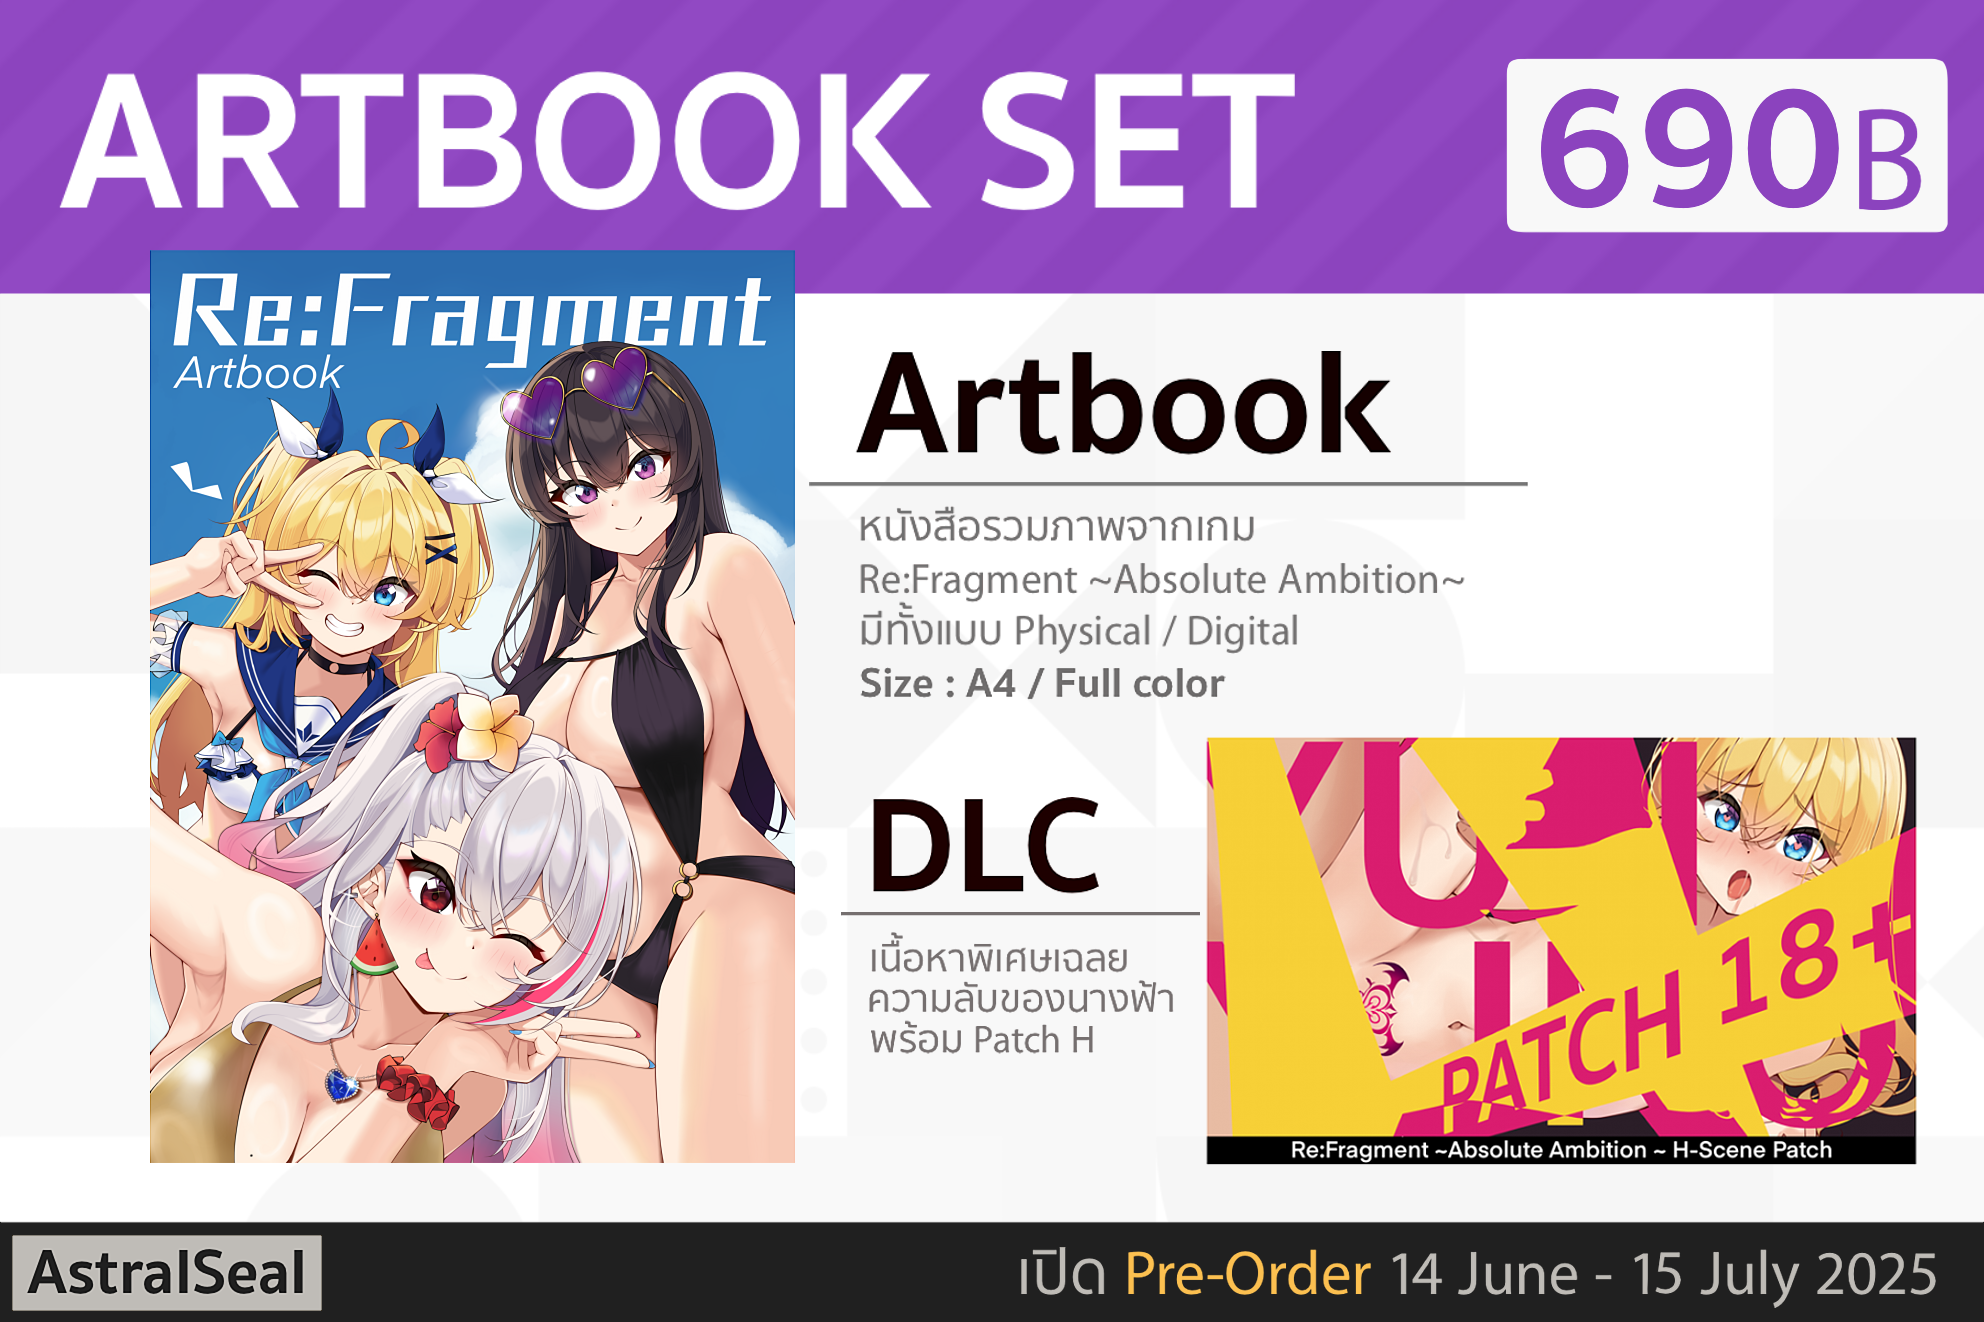 ARTBOOK SET
690B
Re:Fragment
Artbook
Artbook
หนังสือรวมภาพจากเกม
Re:Fragment ~Absolute Ambition~
มีทั้งแบบ Physical / Digital
Size : A4 / Full color
DLC
เนื้อหาพิเศษเฉลย
ความลับของนางฟ้า
พร้อม Patch H
PATCH 18+
Re:Fragment ~Absolute Ambition ~ H-Scene Patch
AstralSeal
เปิด Pre-Order 14 June - 15 July 2025